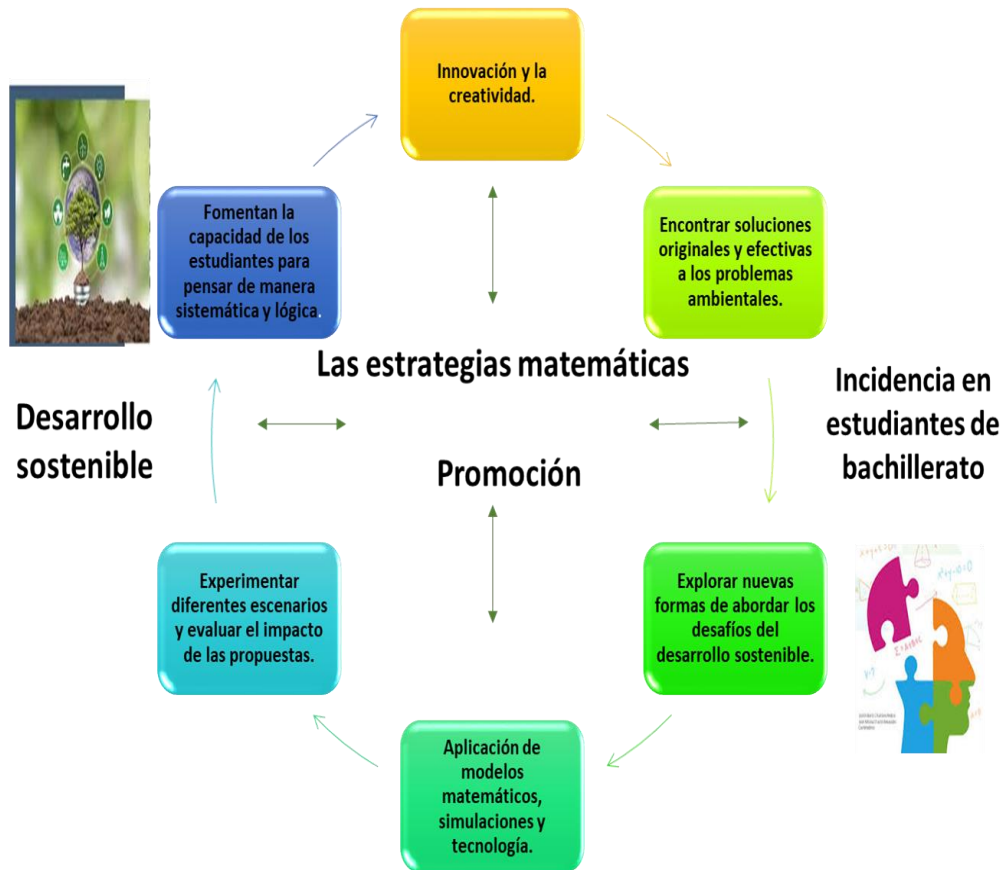 Innovación y la
creatividad.
Encontrar soluciones
originales y efectivas
a los problemas
ambientales.
Explorar nuevas
formas de abordar los
desafíos del
desarrollo sostenible.
Aplicación de
modelos
matemáticos,
simulaciones y
tecnología.
Experimentar
diferentes escenarios
y evaluar el impacto
de las propuestas.
Fomentan la
capacidad de los
estudiantes para
pensar de manera
sistemática y lógica.
Las estrategias matemáticas
Promoción
Desarrollo
sostenible
Incidencia en
estudiantes de
bachillerato